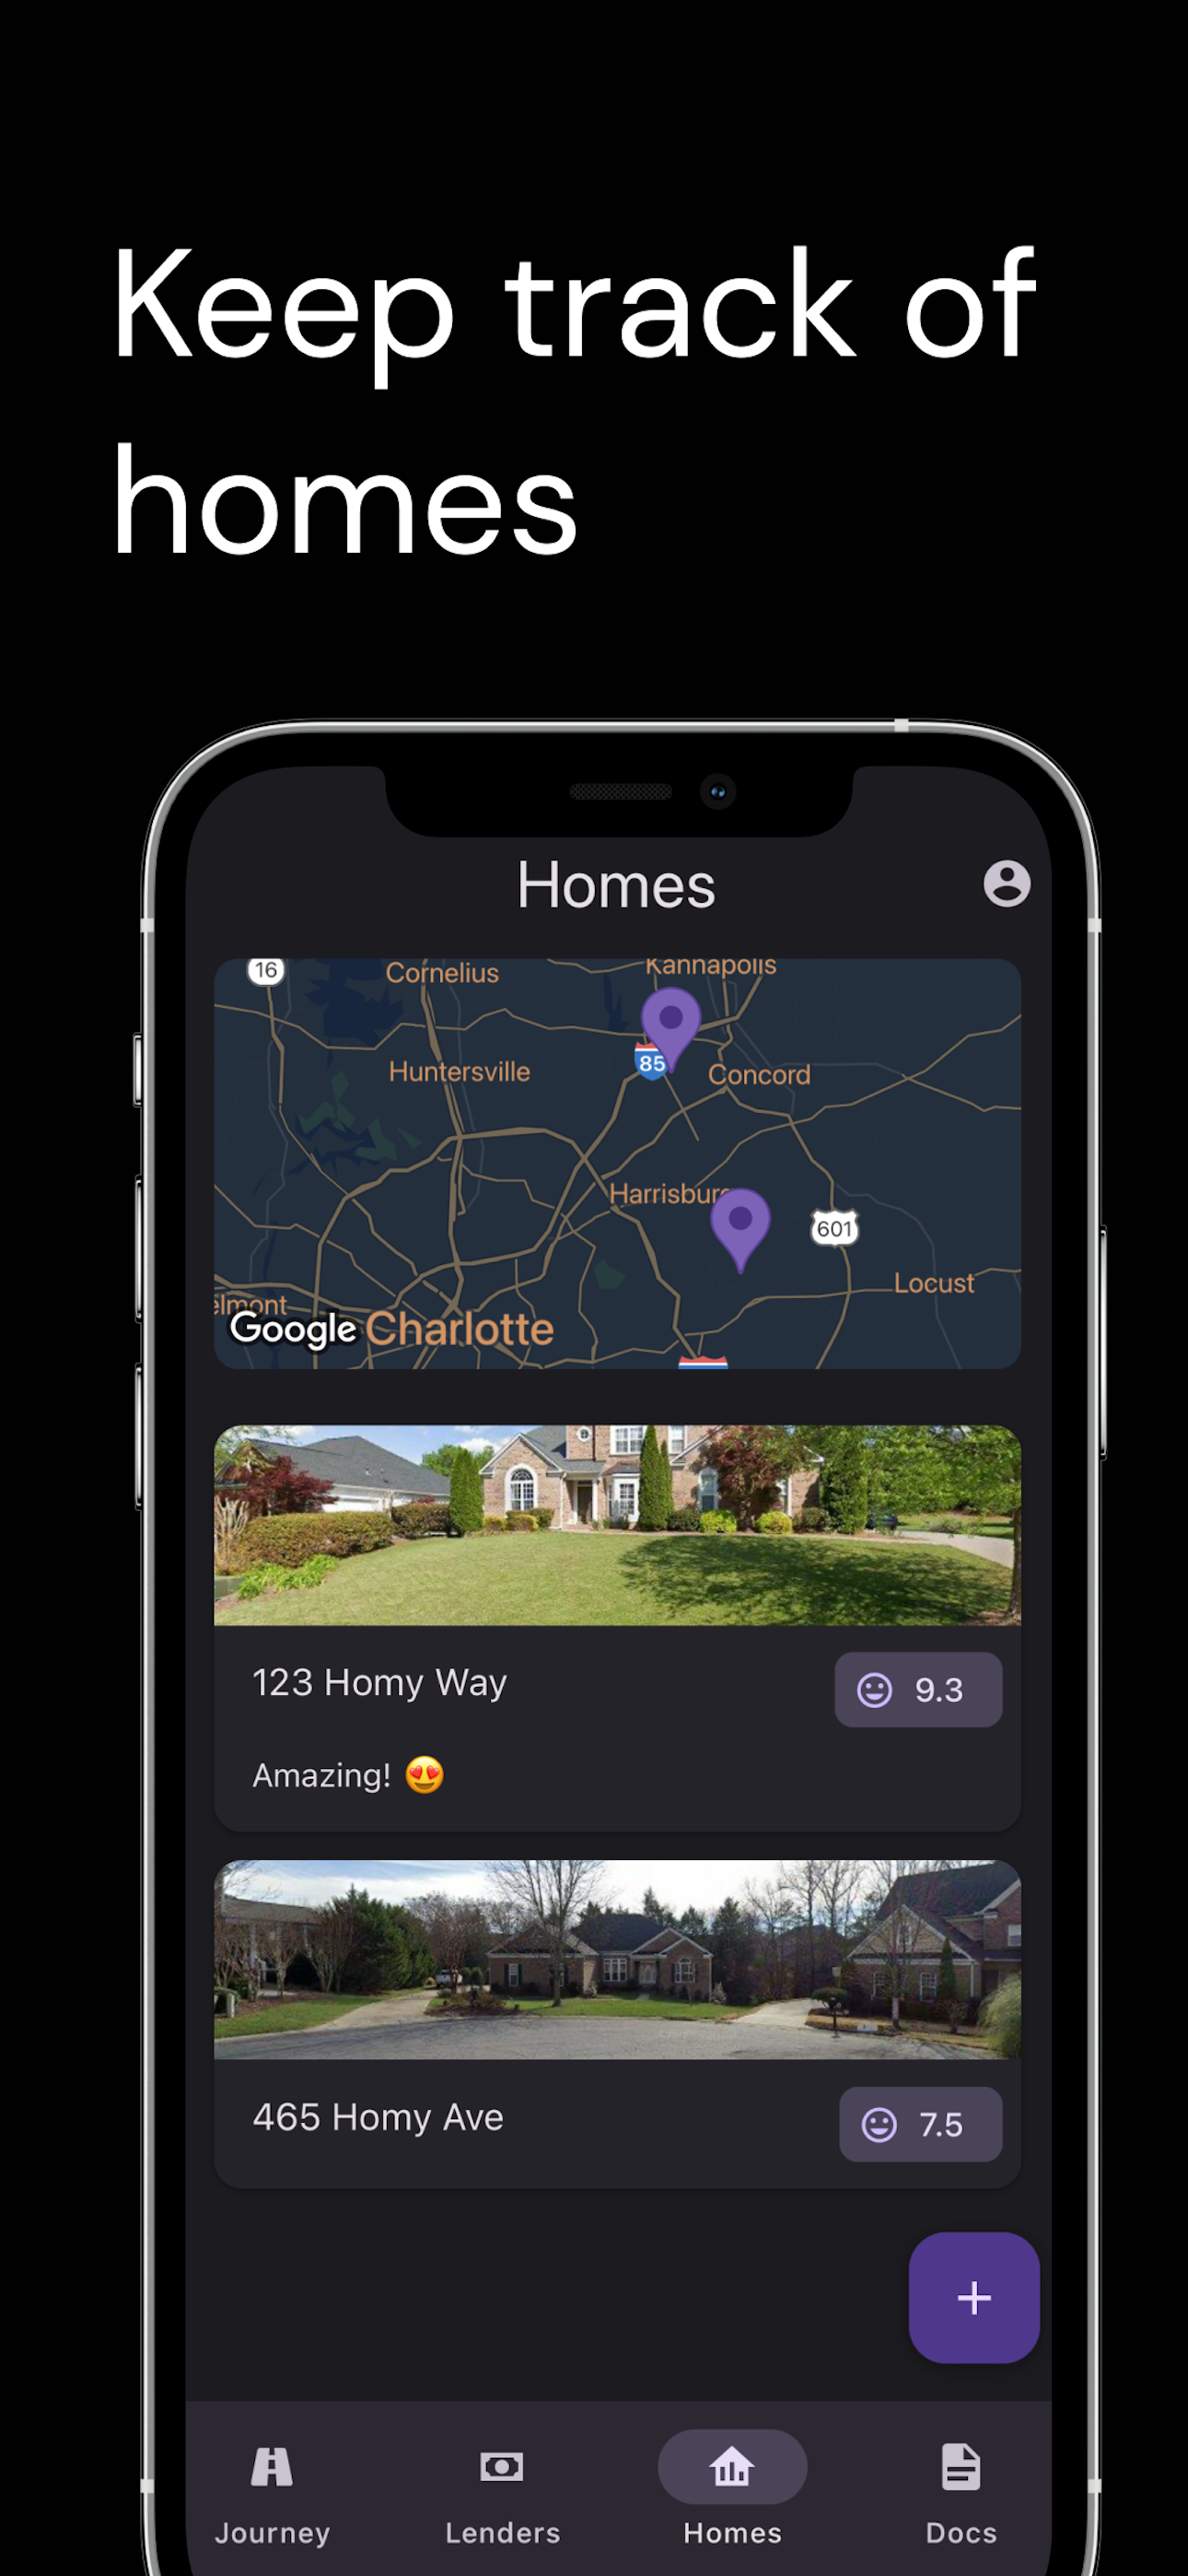 Keep track of
homes
Homes
16
Cornelius
Kannapolis
85
Huntersville
Concord
Harrisburg
601
Locust
elmont
Google
Charlotte
123 Homy Way
9.3
Amazing! 😍
465 Homy Ave
7.5
+
Journey
Lenders
Homes
Docs